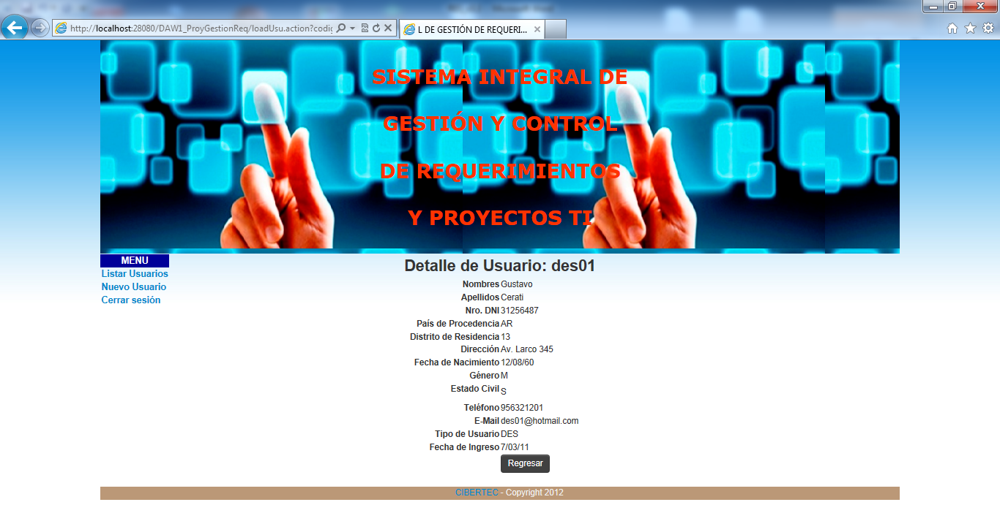 http://localhost:28080/DAW1_ProyGestionReq/loadUsu.action?codig
L DE GESTIÓN DE REQUERI...
SISTEMA INTEGRAL DE
GESTIÓN Y CONTROL
DE REQUERIMIENTOS
Y PROYECTOS TI
MENU
Listar Usuarios
Nuevo Usuario
Cerrar sesión
Detalle de Usuario: des01
Nombres Gustavo
Apellidos Cerati
Nro. DNI 31256487
País de Procedencia AR
Distrito de Residencia 13
Dirección Av. Larco 345
Fecha de Nacimiento 12/08/60
Género M
Estado Civil S
Teléfono 956321201
E-Mail des01@hotmail.com
Tipo de Usuario DES
Fecha de Ingreso 7/03/11
Regresar
CIBERTEC - Copyright 2012